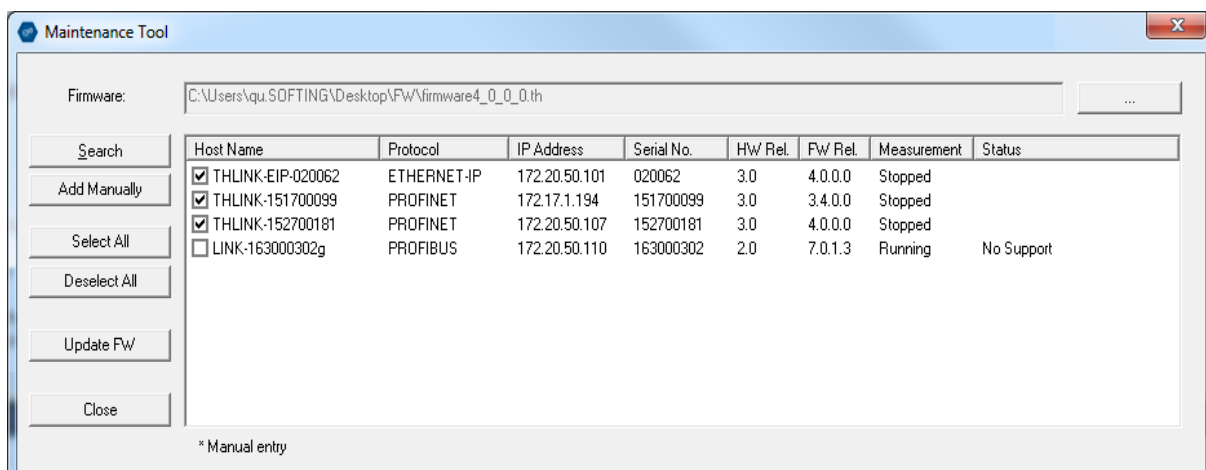 Maintenance Tool
Firmware: C:\Users\qu.SOFTING\Desktop\FW\firmware4_0_0_0.th ...
Search
Add Manually
Select All
Deselect All
Update FW
Close
Host Name Protocol IP Address Serial No. HW Rel. FW Rel. Measurement Status
THLINK-EIP-020062 ETHERNET-IP 172.20.50.101 020062 3.0 4.0.0.0 Stopped
THLINK-151700099 PROFINET 172.17.1.194 151700099 3.0 3.4.0.0 Stopped
THLINK-152700181 PROFINET 172.20.50.107 152700181 3.0 4.0.0.0 Stopped
LINK-163000302g PROFIBUS 172.20.50.110 163000302 2.0 7.0.1.3 Running No Support
* Manual entry